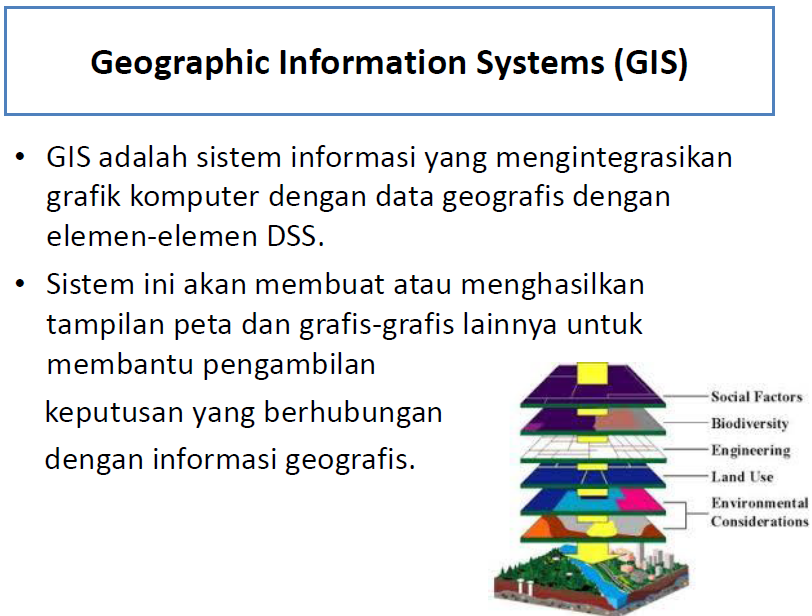 Geographic Information Systems (GIS)
• GIS adalah sistem informasi yang mengintegrasikan
grafik komputer dengan data geografis dengan
elemen-elemen DSS.
• Sistem ini akan membuat atau menghasilkan
tampilan peta dan grafis-grafis lainnya untuk
membantu pengambilan
keputusan yang berhubungan
dengan informasi geografis.
Social Factors
Biodiversity
Engineering
Land Use
Environmental
Considerations